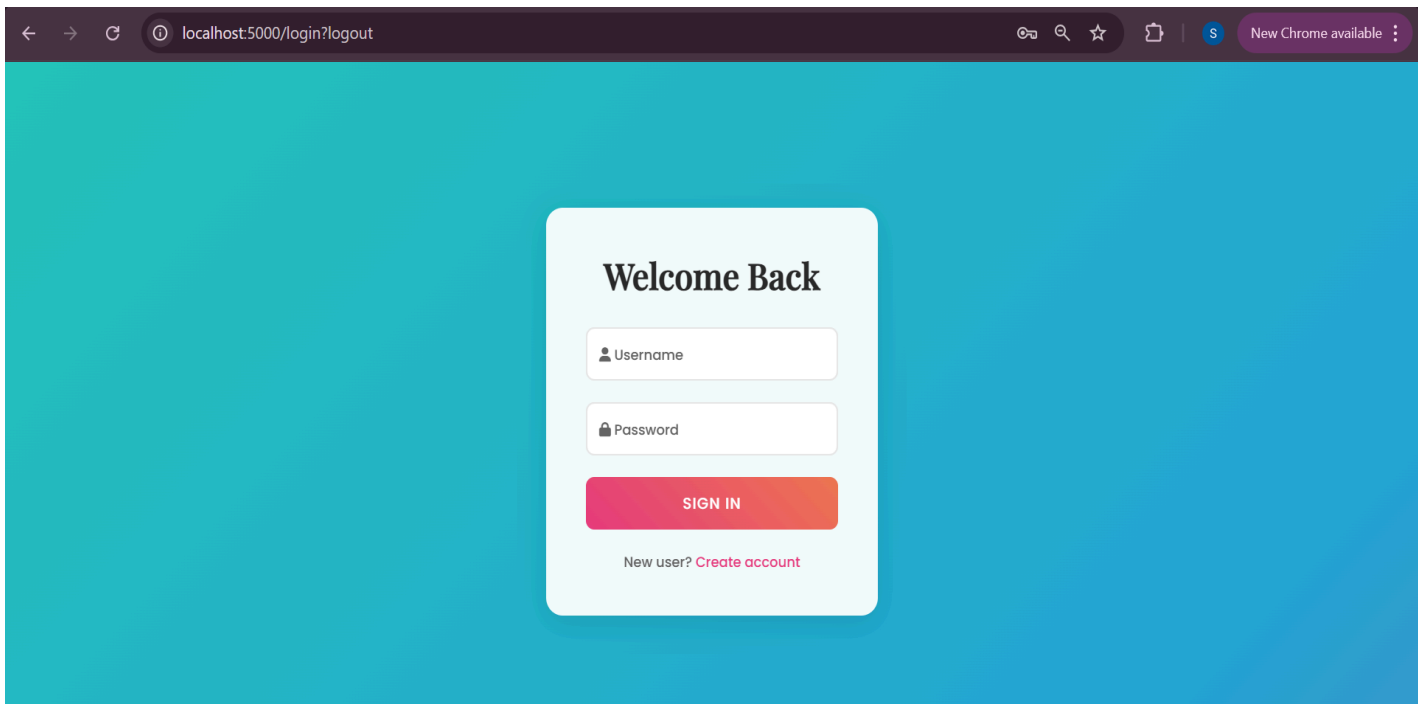 localhost:5000/login?logout
S
New Chrome available
Welcome Back
Username
Password
SIGN IN
New user? Create account